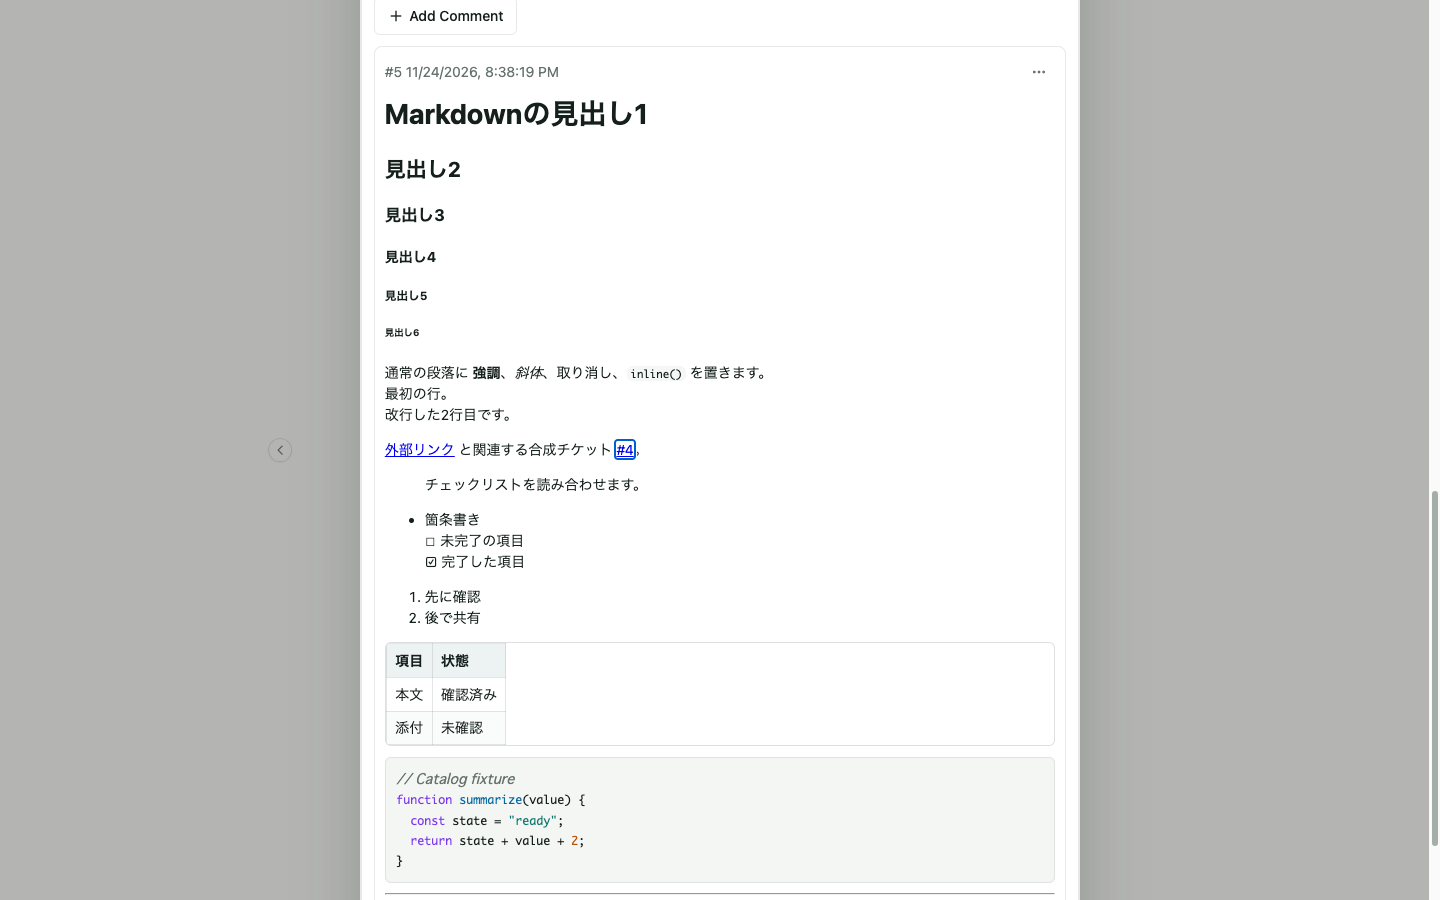 Add Comment
#5 11/24/2026, 8:38:19 PM
Markdownの見出し1
見出し2
見出し3
見出し4
見出し5
見出し6
通常の段落に 強調、斜体、取り消し、 inline() を置きます。
最初の行。
改行した2行目です。
外部リンク と関連する合成チケット #4。
チェックリストを読み合わせます。
• 箇条書き
☐ 未完了の項目
☑ 完了した項目
1. 先に確認
2. 後で共有
項目 状態
本文 確認済み
添付 未確認
// Catalog fixture
function summarize(value) {
  const state = "ready";
  return state + value + 2;
}